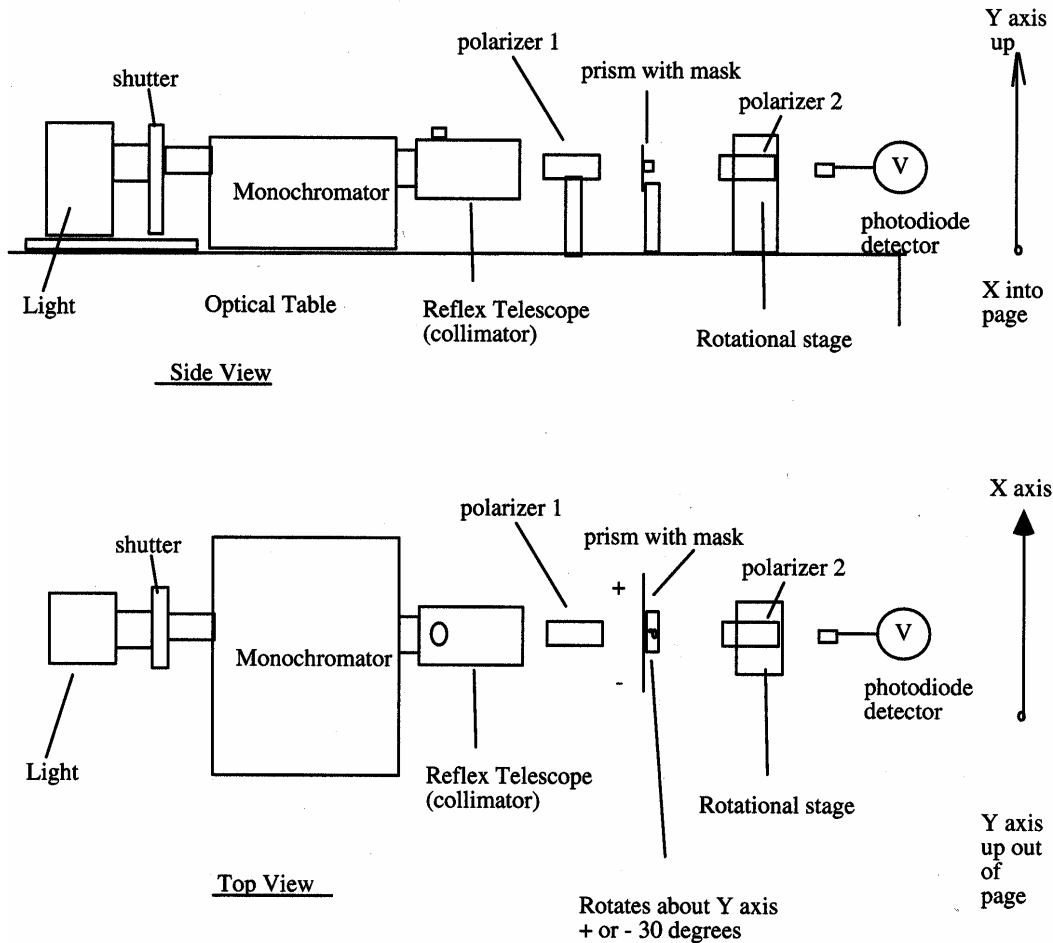 Y axis
up
polarizer 1
shutter
prism with mask
polarizer 2
Monochromator
V
photodiode
detector
Light
Optical Table
Reflex Telescope
(collimator)
Rotational stage
X into
page
Side View
X axis
polarizer 1
shutter
prism with mask
polarizer 2
+
Monochromator
V
-
photodiode
detector
Light
Reflex Telescope
(collimator)
Rotational stage
Y axis
up out
of
page
Top View
Rotates about Y axis
+ or - 30 degrees